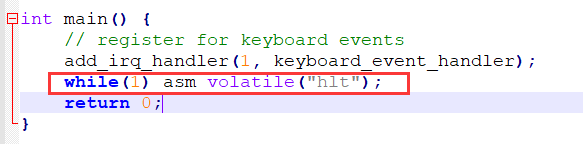 int main() {
// register for keyboard events
add_irq_handler(1, keyboard_event_handler);
while(1) asm volatile("hlt");
return 0;
}